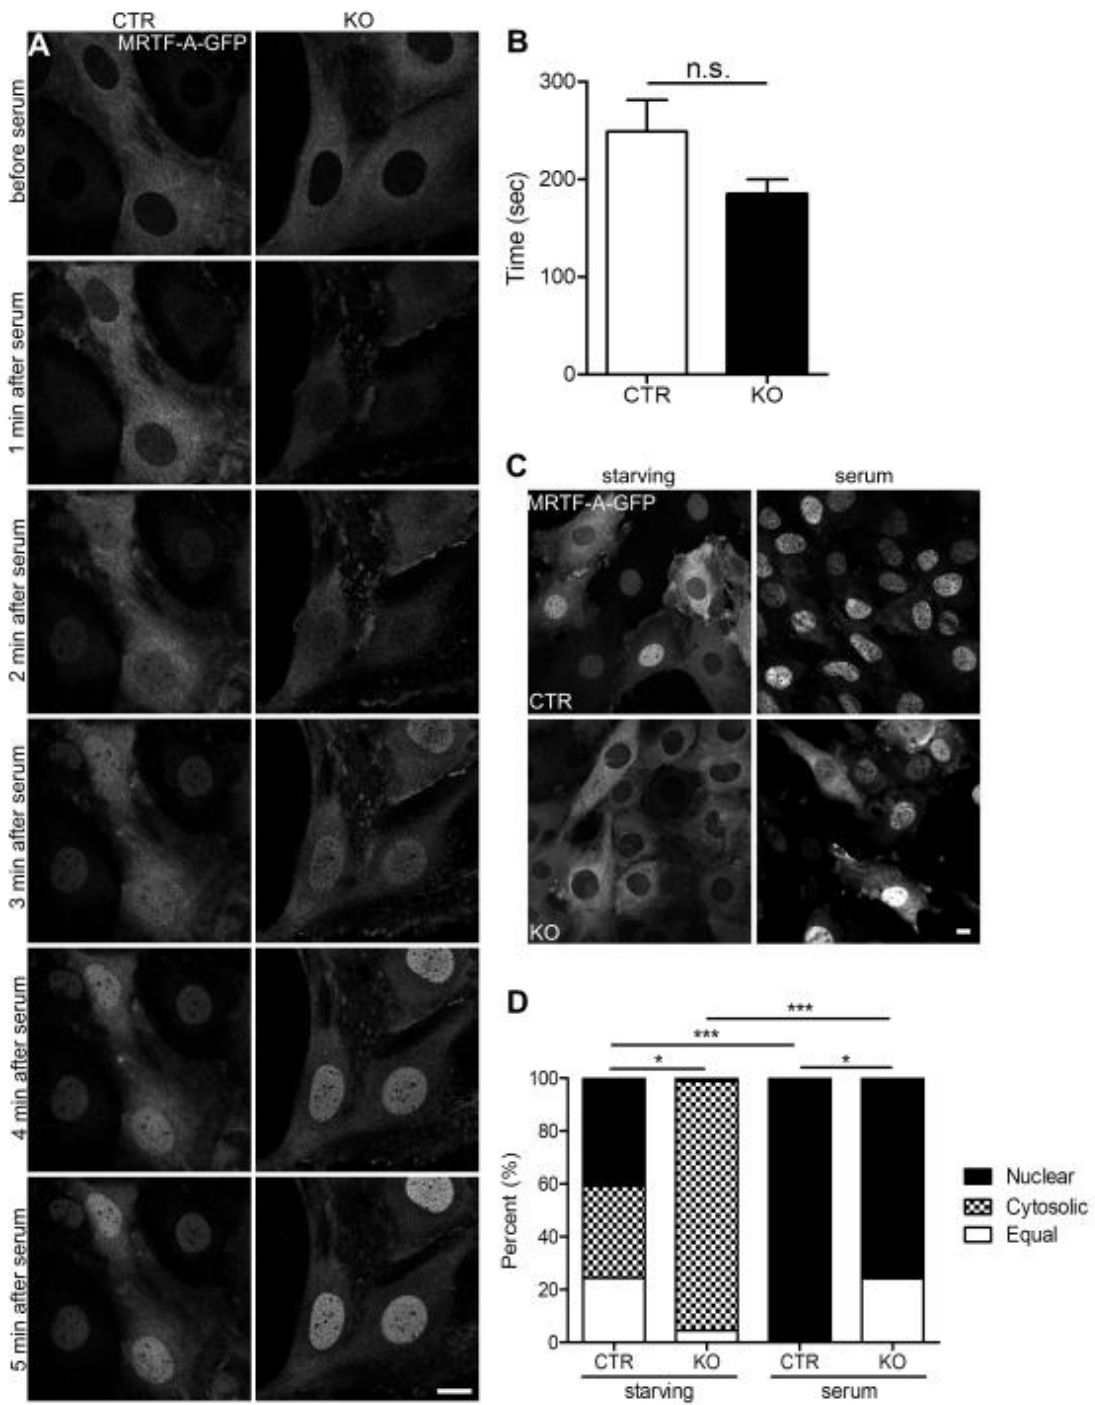 CTR KO
A MRTF-A-GFP
before serum
1 min after serum
2 min after serum
3 min after serum
4 min after serum
5 min after serum
B
n.s.
300
200
100
0
Time (sec)
CTR KO
C
starving serum
MRTF-A-GFP
CTR
KO
D
***
***
* *
100
80
60
40
20
0
Percent (%)
CTR KO CTR KO
starving serum
Nuclear
Cytosolic
Equal